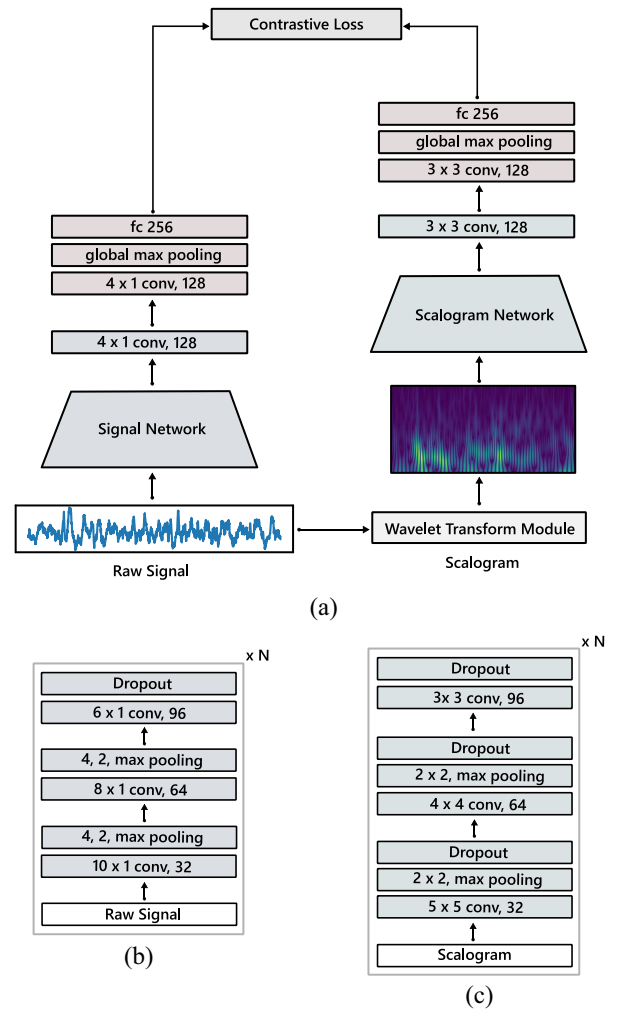 Contrastive Loss
fc 256
global max pooling
3 x 3 conv, 128
3 x 3 conv, 128
Scalogram Network
fc 256
global max pooling
4 x 1 conv, 128
4 x 1 conv, 128
Signal Network
Raw Signal
Wavelet Transform Module
Scalogram
(a)
x N
Dropout
6 x 1 conv, 96
4, 2, max pooling
8 x 1 conv, 64
4, 2, max pooling
10 x 1 conv, 32
Raw Signal
(b)
x N
Dropout
3x 3 conv, 96
Dropout
2 x 2, max pooling
4 x 4 conv, 64
Dropout
2 x 2, max pooling
5 x 5 conv, 32
Scalogram
(c)